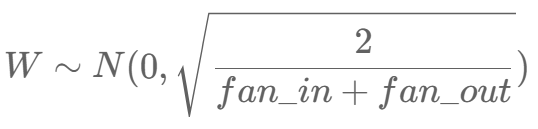 W ∼ N(0, √(2 / (fan_in + fan_out)))